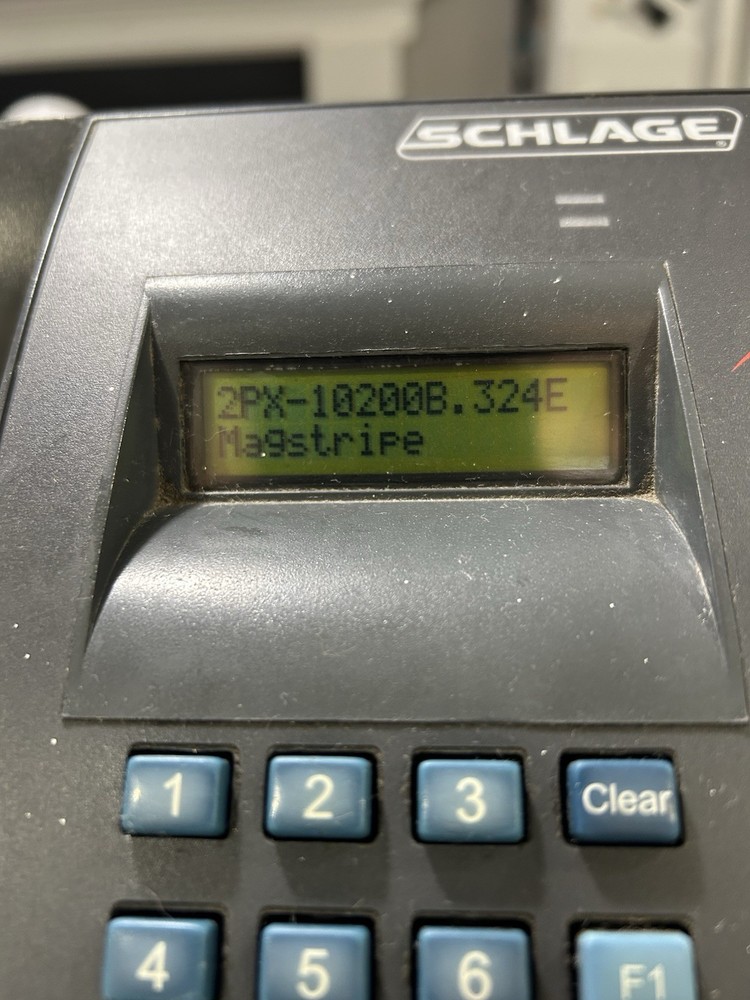 SCHLAGE
2PX-10200B.324E
Magstripe
1 2 3 Clear
4 5 6 F1